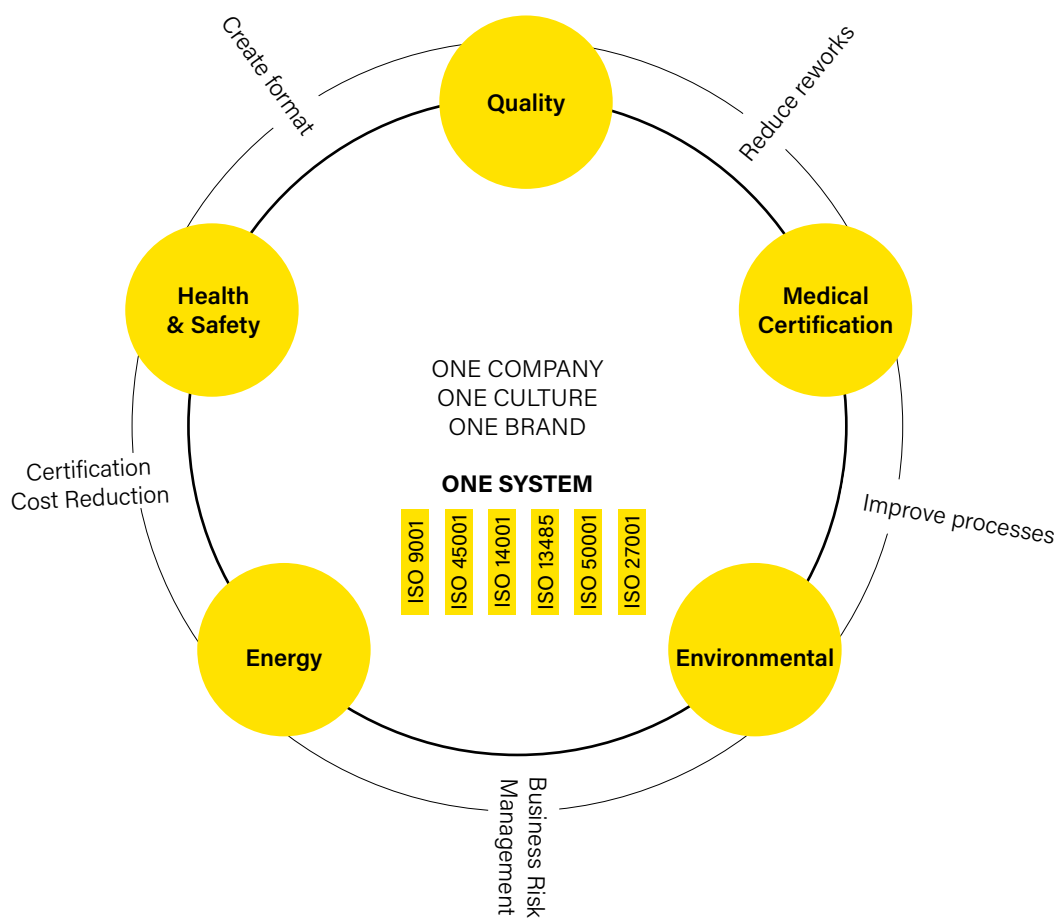 Create format
Quality
Reduce reworks
Health
& Safety
Medical
Certification
ONE COMPANY
ONE CULTURE
ONE BRAND
Certification
Cost Reduction
ONE SYSTEM
ISO 9001
ISO 45001
ISO 14001
ISO 13485
ISO 50001
ISO 27001
Improve processes
Energy
Environmental
Business Risk
Management